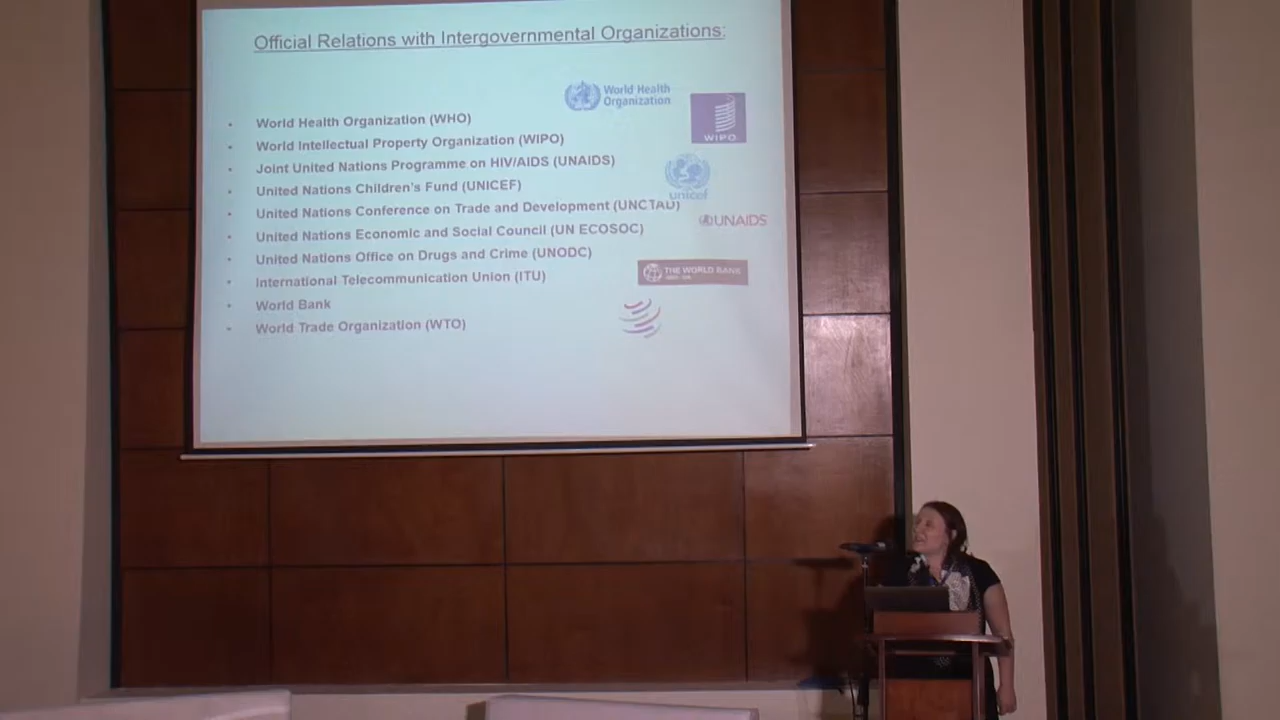 Official Relations with Intergovernmental Organizations:
World Health Organization
WIPO
• World Health Organization (WHO)
• World Intellectual Property Organization (WIPO)
• Joint United Nations Programme on HIV/AIDS (UNAIDS)
• United Nations Children's Fund (UNICEF)
unicef
• United Nations Conference on Trade and Development (UNCTAD)
UNAIDS
• United Nations Economic and Social Council (UN ECOSOC)
• United Nations Office on Drugs and Crime (UNODC)
• International Telecommunication Union (ITU)
THE WORLD BANK
• World Bank
• World Trade Organization (WTO)